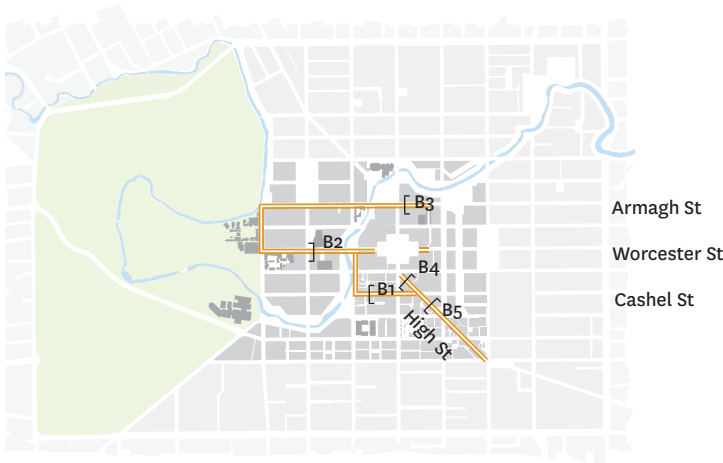 B3
Armagh St
B2
Worcester St
B4
B1
Cashel St
B5
High St